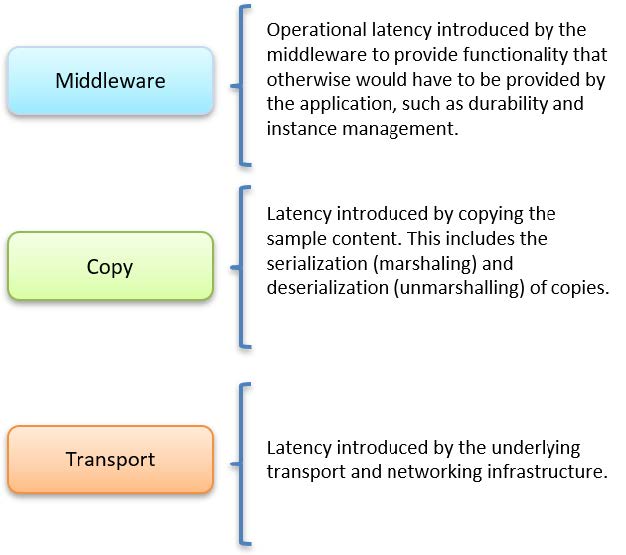 Middleware
Operational latency introduced by the
middleware to provide functionality that
otherwise would have to be provided by
the application, such as durability and
instance management.
Copy
Latency introduced by copying the
sample content. This includes the
serialization (marshaling) and
deserialization (unmarshalling) of copies.
Transport
Latency introduced by the underlying
transport and networking infrastructure.